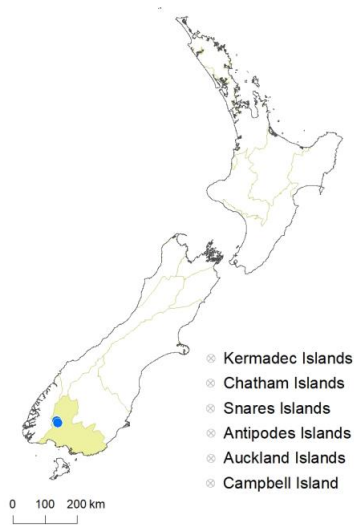 Kermadec Islands
Chatham Islands
Snares Islands
Antipodes Islands
Auckland Islands
Campbell Island
0 100 200 km